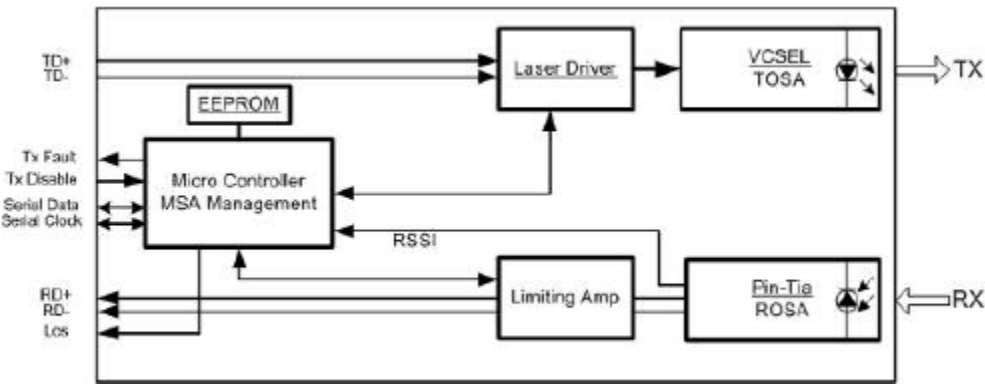 TD+
TD-
Laser Driver
VCSEL
TOSA
TX
EEPROM
Tx Fault
Tx Disable
Serial Data
Serial Clock
Micro Controller
MSA Management
RSSI
RD+
RD-
Los
Limiting Amp
Pin-Tia
ROSA
RX